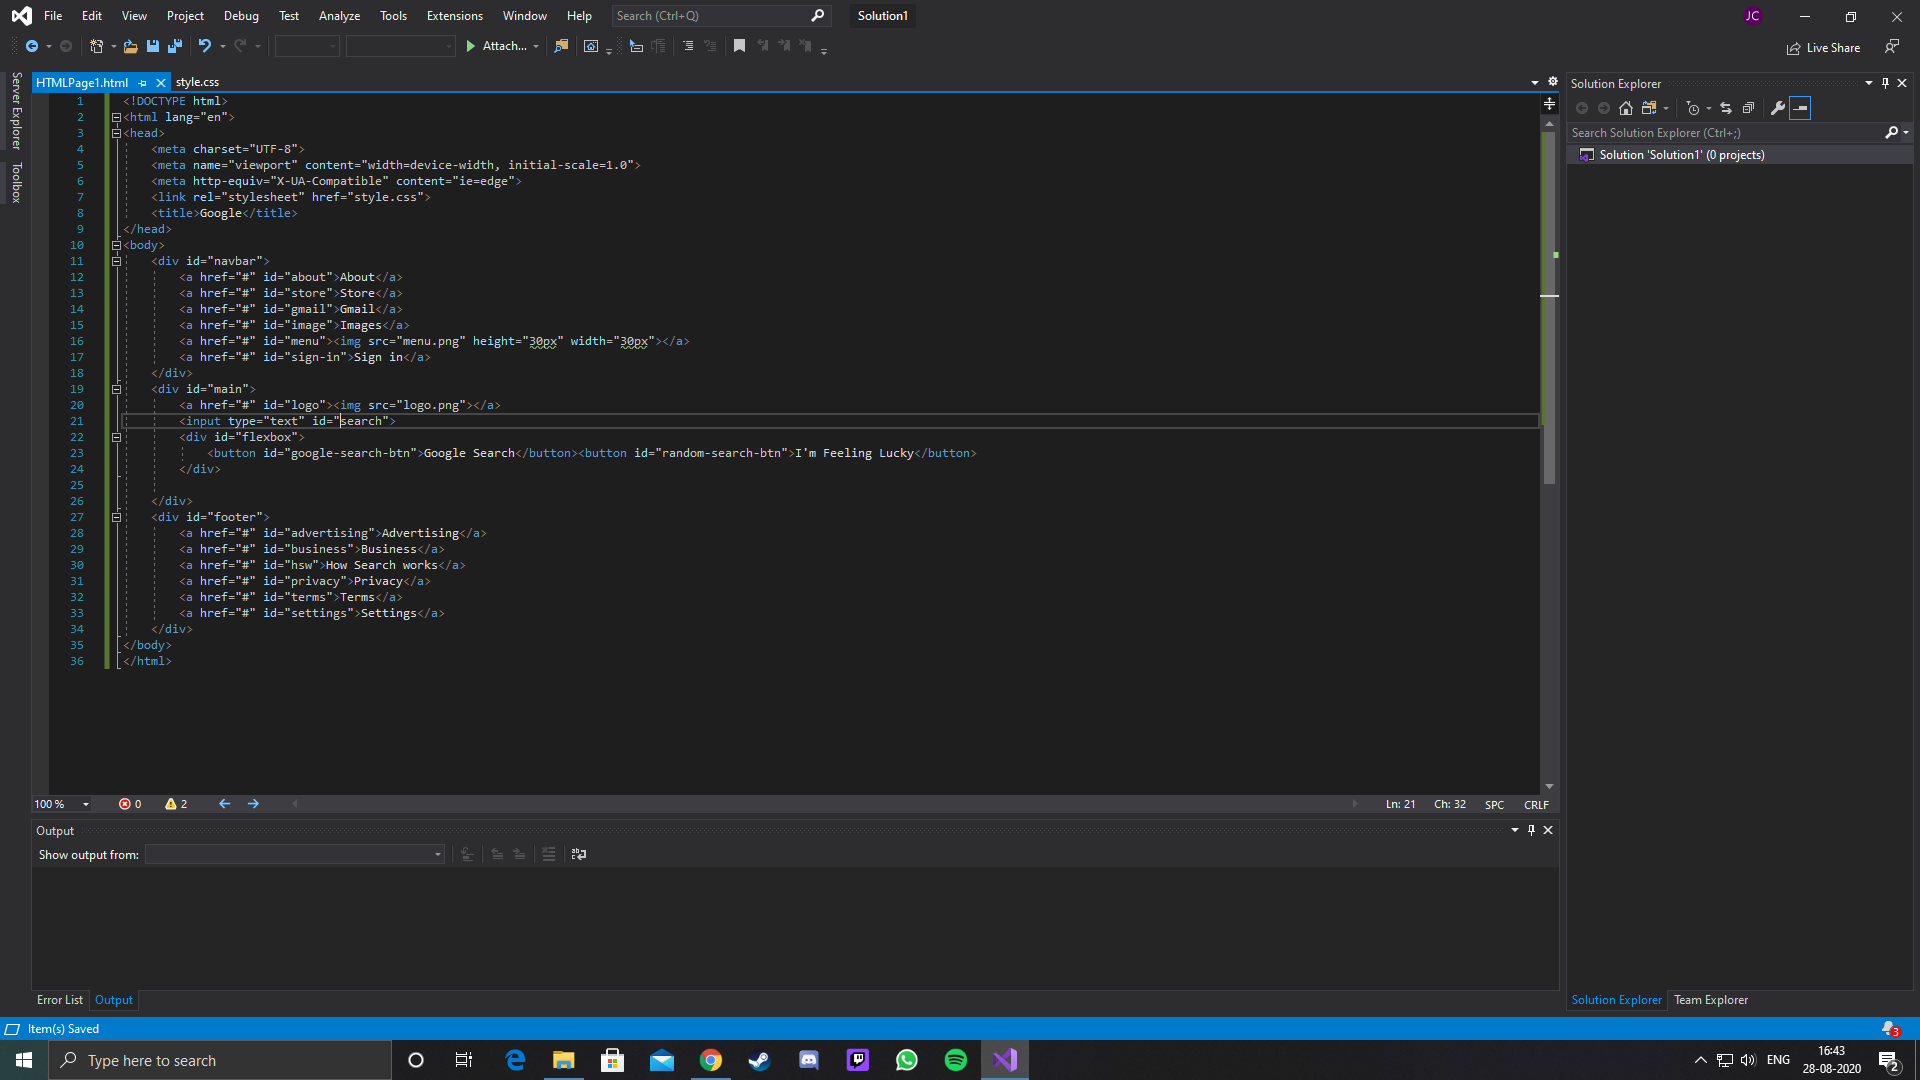 File Edit View Project Debug Test Analyze Tools Extensions Window Help Search (Ctrl+Q) Solution1 JC
Attach... Live Share
Server Explorer
Toolbox
HTMLPage1.html style.css
1 <!DOCTYPE html>
2 <html lang="en">
3 <head>
4 <meta charset="UTF-8">
5 <meta name="viewport" content="width=device-width, initial-scale=1.0">
6 <meta http-equiv="X-UA-Compatible" content="ie=edge">
7 <link rel="stylesheet" href="style.css">
8 <title>Google</title>
9 </head>
10 <body>
11 <div id="navbar">
12 <a href="#" id="about">About</a>
13 <a href="#" id="store">Store</a>
14 <a href="#" id="gmail">Gmail</a>
15 <a href="#" id="image">Images</a>
16 <a href="#" id="menu"><img src="menu.png" height="30px" width="30px"></a>
17 <a href="#" id="sign-in">Sign in</a>
18 </div>
19 <div id="main">
20 <a href="#" id="logo"><img src="logo.png"></a>
21 <input type="text" id="search">
22 <div id="flexbox">
23 <button id="google-search-btn">Google Search</button><button id="random-search-btn">I'm Feeling Lucky</button>
24 </div>
25
26 </div>
27 <div id="footer">
28 <a href="#" id="advertising">Advertising</a>
29 <a href="#" id="business">Business</a>
30 <a href="#" id="hsw">How Search works</a>
31 <a href="#" id="privacy">Privacy</a>
32 <a href="#" id="terms">Terms</a>
33 <a href="#" id="settings">Settings</a>
34 </div>
35 </body>
36 </html>
100 % 0 2 Ln: 21 Ch: 32 SPC CRLF
Output
Show output from:
Error List Output
Solution Explorer
Search Solution Explorer (Ctrl+;)
Solution 'Solution1' (0 projects)
Solution Explorer Team Explorer
Item(s) Saved 3
Type here to search ENG 16:43
28-08-2020 2